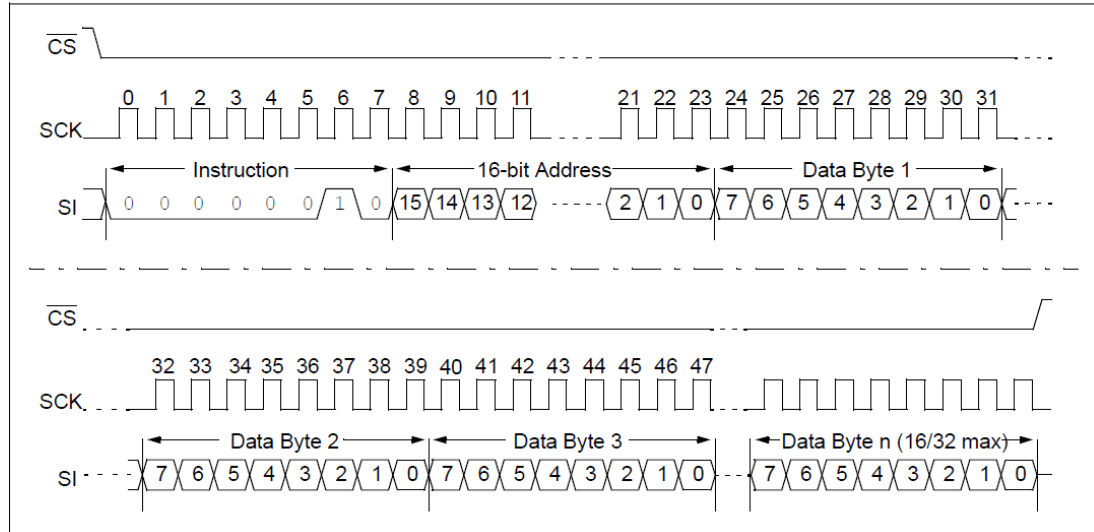 CS
0 1 2 3 4 5 6 7 8 9 10 11 21 22 23 24 25 26 27 28 29 30 31
SCK
Instruction 16-bit Address Data Byte 1
SI 0 0 0 0 0 0 1 0 15 14 13 12 2 1 0 7 6 5 4 3 2 1 0
CS
32 33 34 35 36 37 38 39 40 41 42 43 44 45 46 47
SCK
Data Byte 2 Data Byte 3 Data Byte n (16/32 max)
SI 7 6 5 4 3 2 1 0 7 6 5 4 3 2 1 0 7 6 5 4 3 2 1 0